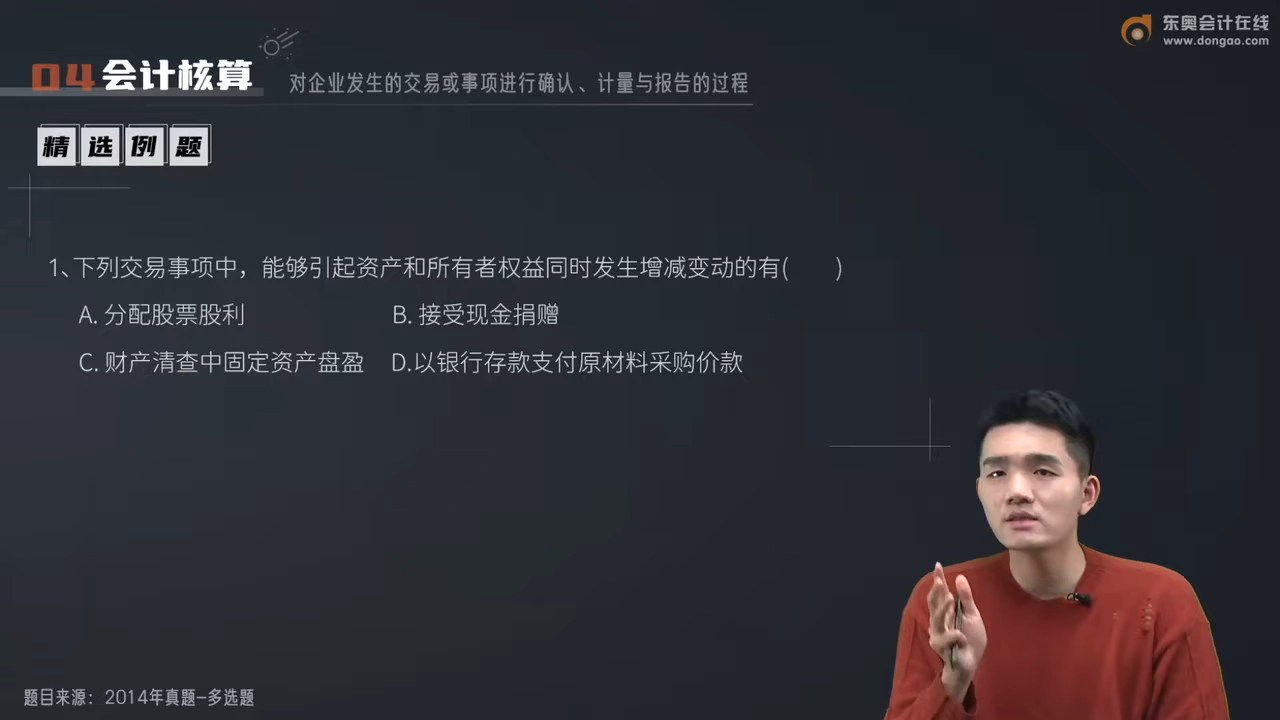 东奥会计在线
www.dongao.com
04 会计核算
对企业发生的交易或事项进行确认、计量与报告的过程
精选例题
1、下列交易事项中，能够引起资产和所有者权益同时发生增减变动的有(  )
A. 分配股票股利
B. 接受现金捐赠
C. 财产清查中固定资产盘盈
D.以银行存款支付原材料采购价款
题目来源：2014年真题-多选题